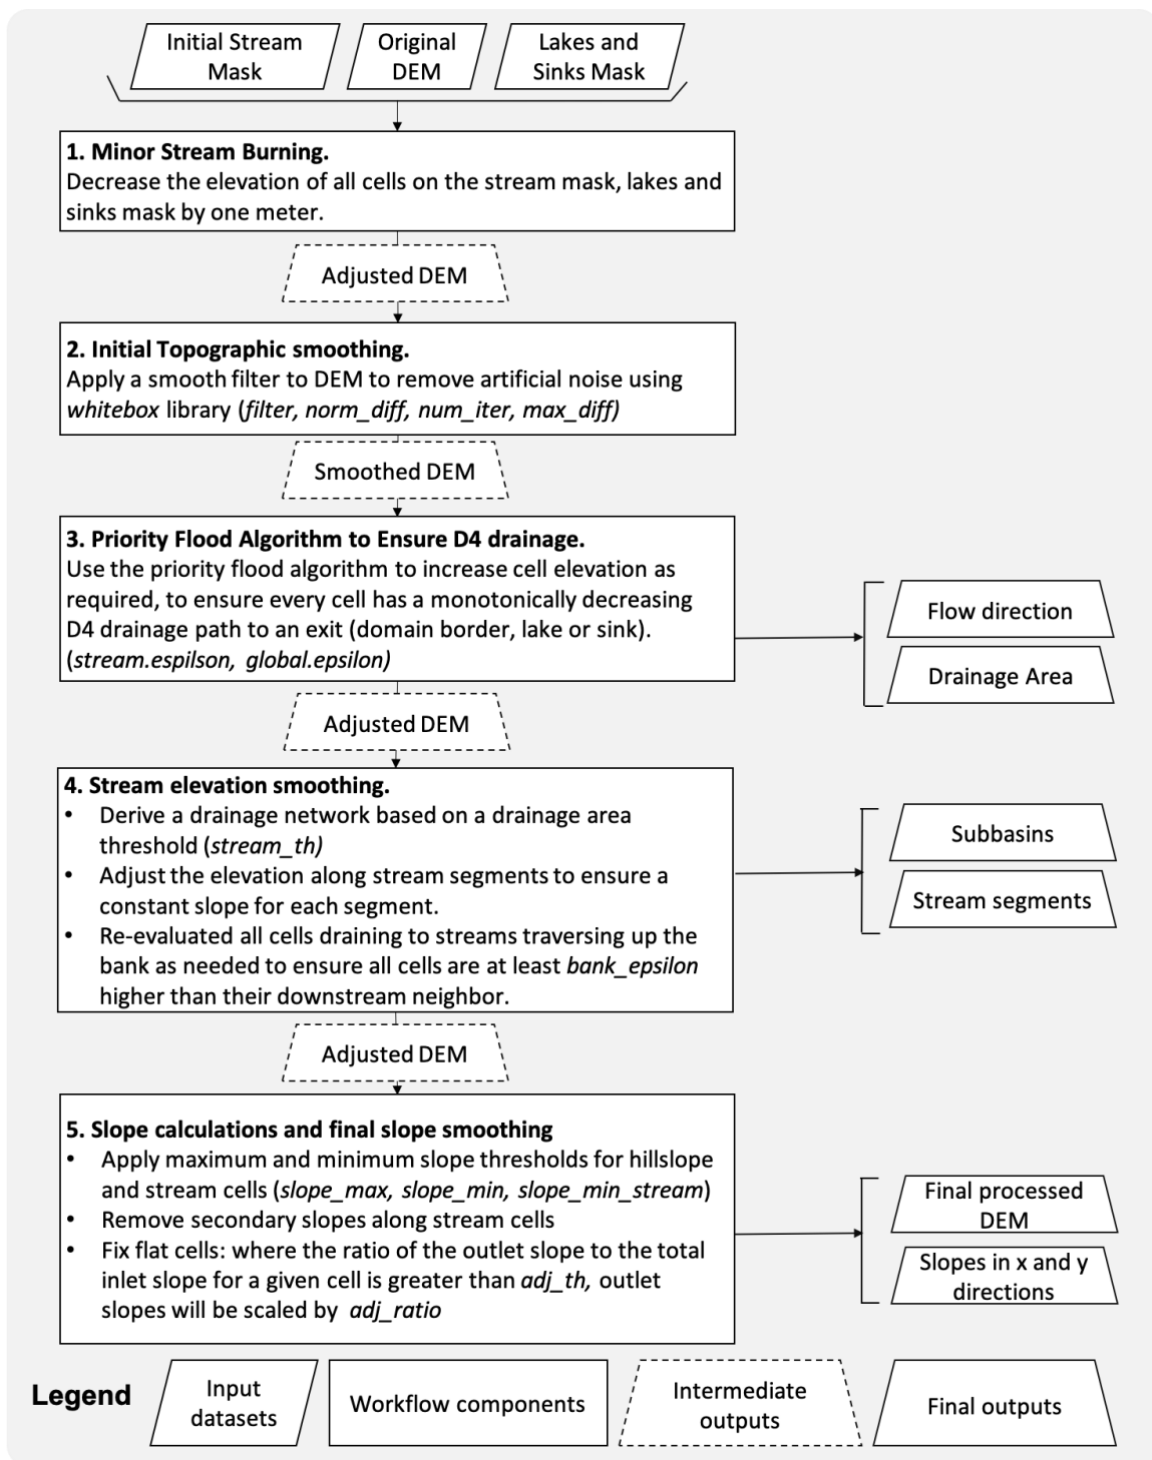 Initial Stream
Mask
Original
DEM
Lakes and
Sinks Mask
1. Minor Stream Burning.
Decrease the elevation of all cells on the stream mask, lakes and
sinks mask by one meter.
Adjusted DEM
2. Initial Topographic smoothing.
Apply a smooth filter to DEM to remove artificial noise using
whitebox library (filter, norm_diff, num_iter, max_diff)
Smoothed DEM
3. Priority Flood Algorithm to Ensure D4 drainage.
Use the priority flood algorithm to increase cell elevation as
required, to ensure every cell has a monotonically decreasing
D4 drainage path to an exit (domain border, lake or sink).
(stream.espilson, global.epsilon)
Flow direction
Drainage Area
Adjusted DEM
4. Stream elevation smoothing.
• Derive a drainage network based on a drainage area
threshold (stream_th)
• Adjust the elevation along stream segments to ensure a
constant slope for each segment.
• Re-evaluated all cells draining to streams traversing up the
bank as needed to ensure all cells are at least bank_epsilon
higher than their downstream neighbor.
Subbasins
Stream segments
Adjusted DEM
5. Slope calculations and final slope smoothing
• Apply maximum and minimum slope thresholds for hillslope
and stream cells (slope_max, slope_min, slope_min_stream)
• Remove secondary slopes along stream cells
• Fix flat cells: where the ratio of the outlet slope to the total
inlet slope for a given cell is greater than adj_th, outlet
slopes will be scaled by adj_ratio
Final processed
DEM
Slopes in x and y
directions
Legend
Input
datasets
Workflow components
Intermediate
outputs
Final outputs